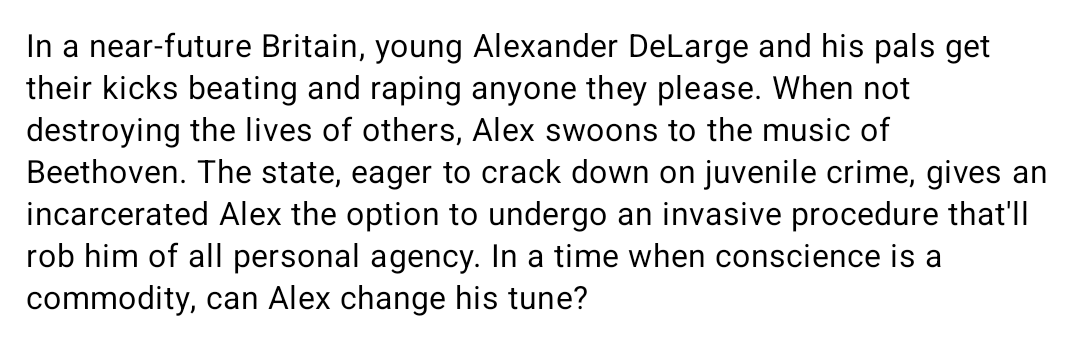 In a near-future Britain, young Alexander DeLarge and his pals get
their kicks beating and raping anyone they please. When not
destroying the lives of others, Alex swoons to the music of
Beethoven. The state, eager to crack down on juvenile crime, gives an
incarcerated Alex the option to undergo an invasive procedure that'll
rob him of all personal agency. In a time when conscience is a
commodity, can Alex change his tune?